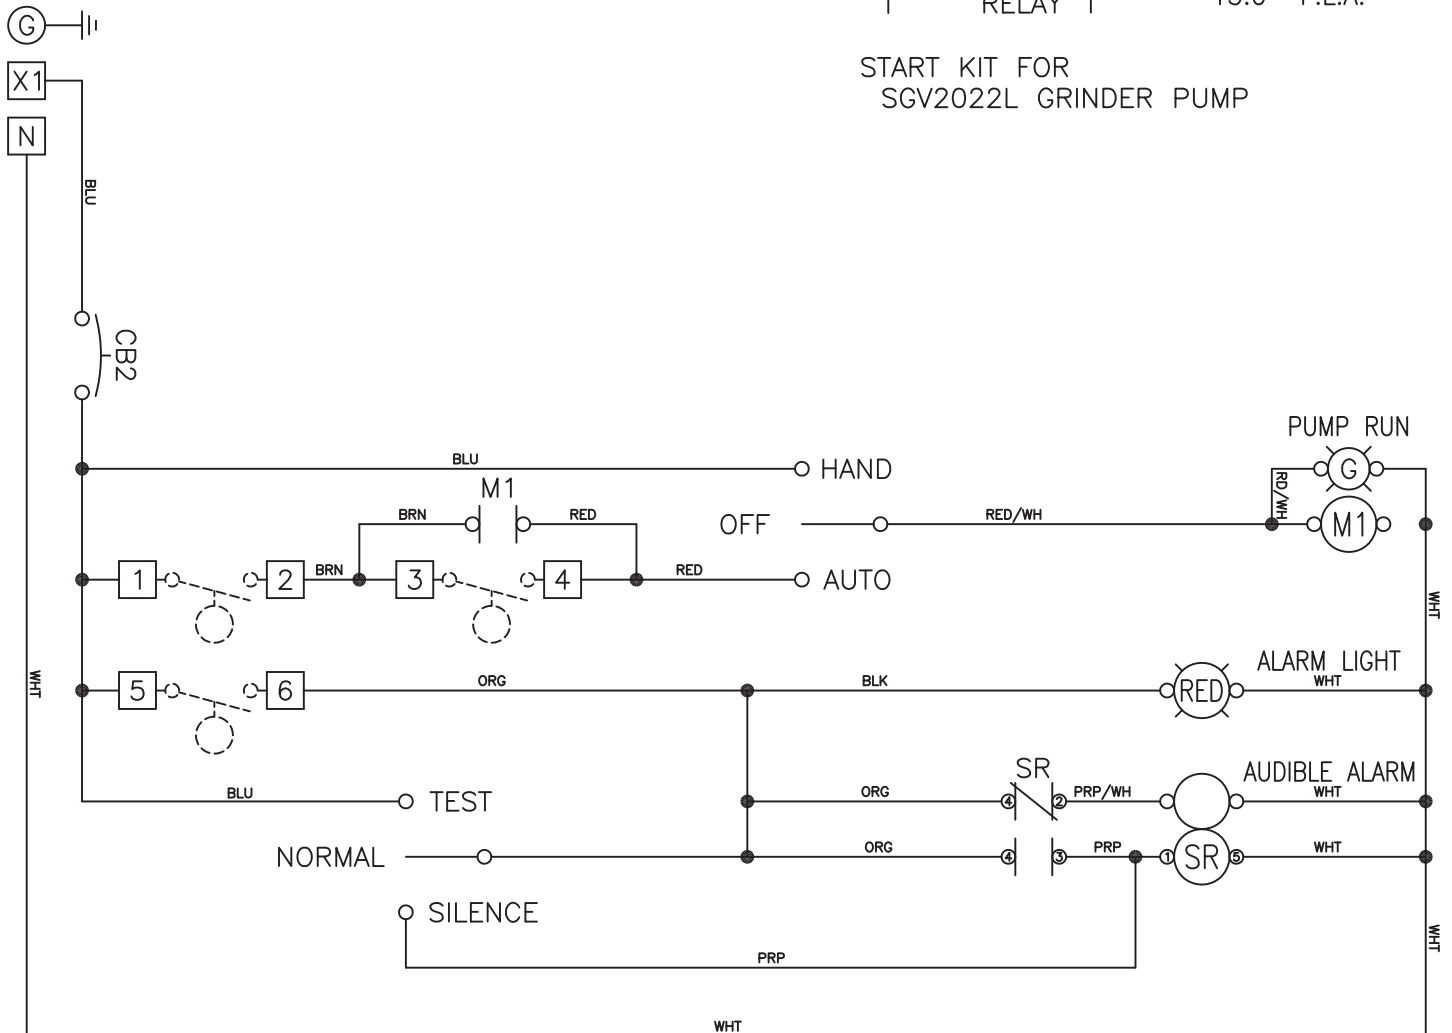 RELAY 1
G
X1
N
START KIT FOR
SGV2022L GRINDER PUMP
BLU
CB2
PUMP RUN
BLU
HAND
G
M1
RD/WH
BRN
RED
OFF
RED/WH
M1
1
2
BRN
3
4
RED
AUTO
WHT
WHT
ALARM LIGHT
5
6
ORG
BLK
RED
WHT
SR
AUDIBLE ALARM
BLU
TEST
ORG
4
2
PRP/WH
WHT
NORMAL
ORG
4
3
PRP
1
SR
5
WHT
SILENCE
WHT
PRP
WHT